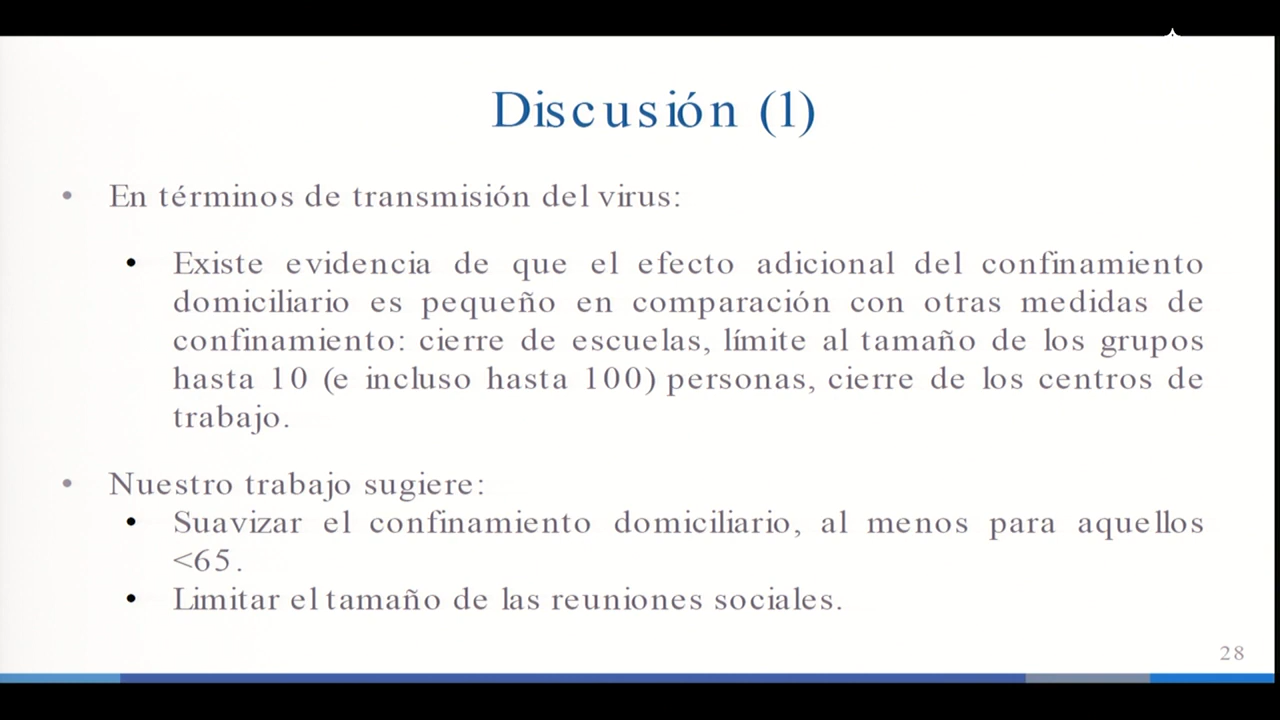 Discusión (1)
• En términos de transmisión del virus:
• Existe evidencia de que el efecto adicional del confinamiento
domiciliario es pequeño en comparación con otras medidas de
confinamiento: cierre de escuelas, límite al tamaño de los grupos
hasta 10 (e incluso hasta 100) personas, cierre de los centros de
trabajo.
• Nuestro trabajo sugiere:
• Suavizar el confinamiento domiciliario, al menos para aquellos
<65.
• Limitar el tamaño de las reuniones sociales.
28